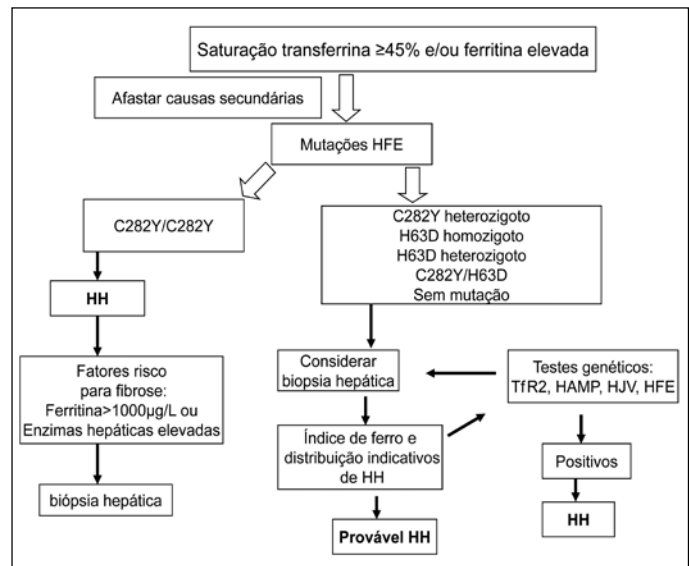 Saturação transferrina ≥45% e/ou ferritina elevada
Afastar causas secundárias
Mutações HFE
C282Y/C282Y
HH
Fatores risco
para fibrose:
Ferritina>1000µg/L ou
Enzimas hepáticas elevadas
biópsia hepática
C282Y heterozigoto
H63D homozigoto
H63D heterozigoto
C282Y/H63D
Sem mutação
Considerar
biopsia hepática
Índice de ferro e
distribuição indicativos
de HH
Provável HH
Testes genéticos:
TfR2, HAMP, HJV, HFE
Positivos
HH